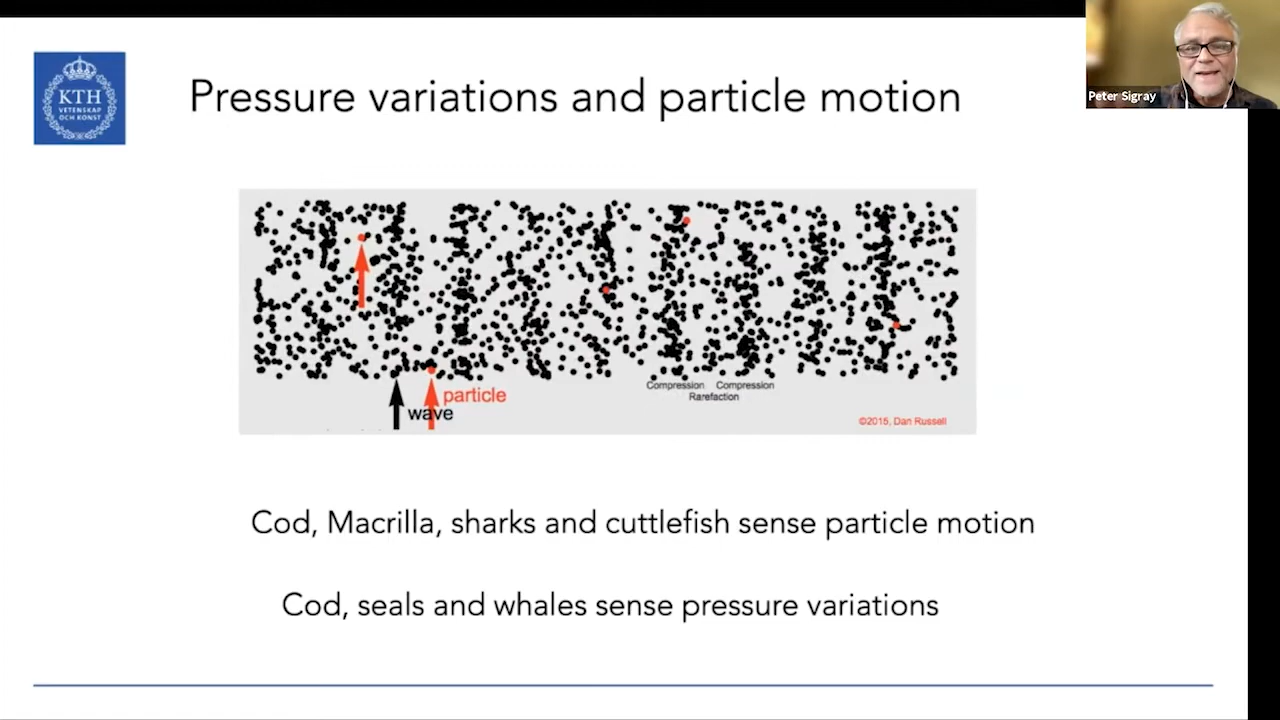 KTH
VETENSKAP
OCH KONST
Pressure variations and particle motion
Peter Sigray
particle
wave
Compression Compression
Rarefaction
©2015, Dan Russell
Cod, Macrilla, sharks and cuttlefish sense particle motion
Cod, seals and whales sense pressure variations